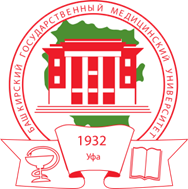 БАШКИРСКИЙ ГОСУДАРСТВЕННЫЙ МЕДИЦИНСКИЙ УНИВЕРСИТЕТ
1932
Уфа